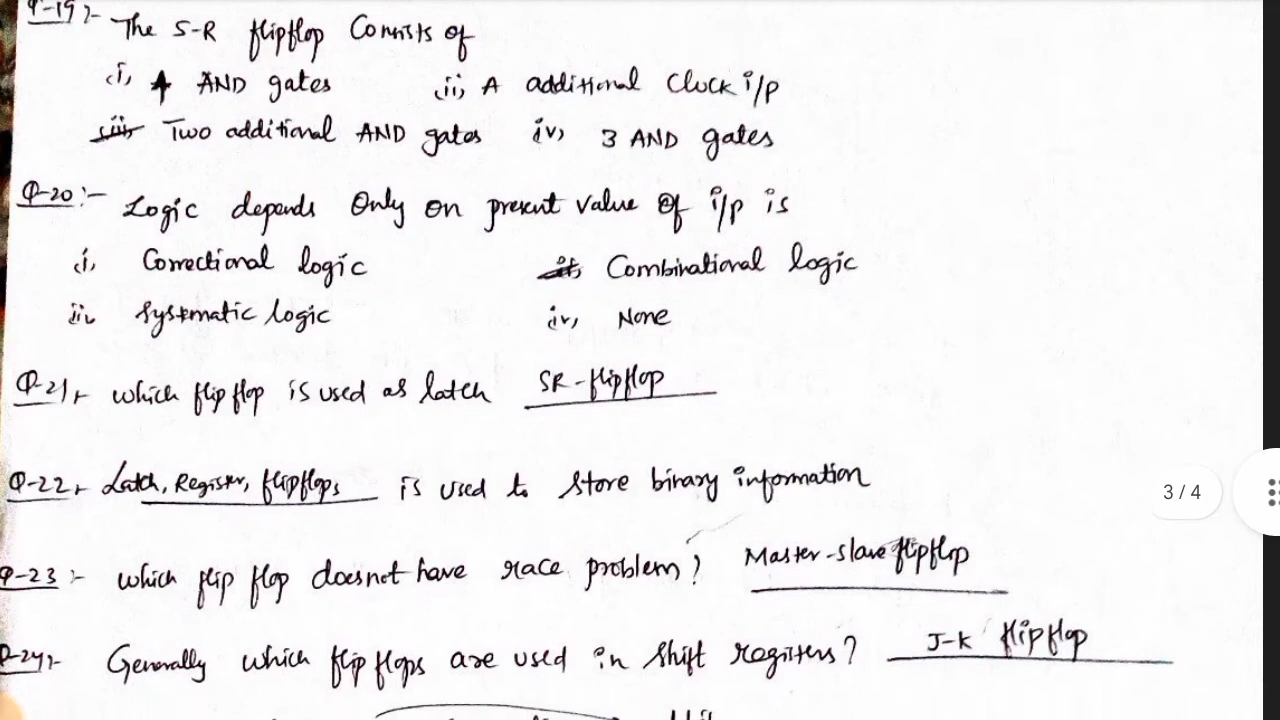 Q-19:- The S-R flipflop Consists of
i, 4 AND gates ii, A additional Clock i/p
iii, Two additional AND gates iv, 3 AND gates
Q-20:- Logic depends Only on present value of i/p is
i, Correctional logic iii, Combinational logic
ii, Systematic logic iv, None
Q-21, which flip flop is used as latch SR-flipflop
Q-22, Latch, Register, flipflops is used to store binary information
3 / 4
Q-23:- which flip flop doesnot have race problem? Master-slave flipflop
Q-24:- Generally which flip flops are used in shift registers? J-K flipflop